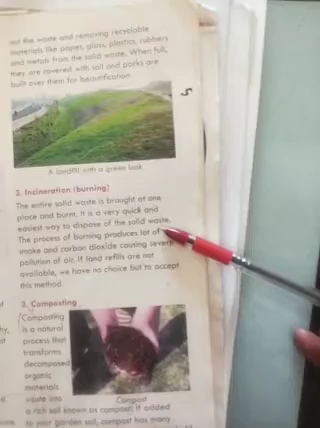 out the waste and removing recyclable
materials like paper, glass, plastics, rubbers
and metals from the solid waste. When full,
they are covered with soil and parks are
built over them for beautification.
5
A landfill with a green look
2. Incineration (burning)
The entire solid waste is brought at one
place and burnt. It is a very quick and
easiest way to dispose of the solid waste.
The process of burning produces lot of
smoke and carbon dioxide causing severe
pollution of air. If land refills are not
available, we have no choice but to accept
this method.
3. Composting
Composting
is a natural
process that
transforms
decomposed
organic
materials
waste into
Compost
a rich soil known as compost. If added
to your garden soil, compost has many